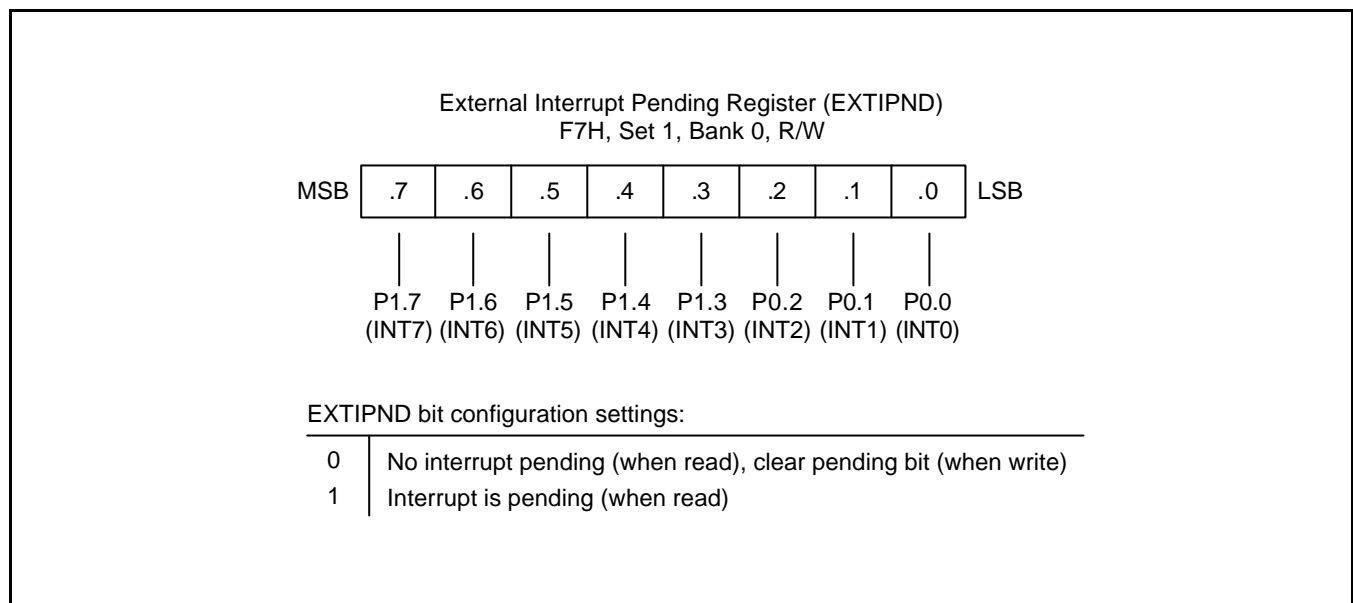 External Interrupt Pending Register (EXTIPND)
F7H, Set 1, Bank 0, R/W
MSB .7 .6 .5 .4 .3 .2 .1 .0 LSB
P1.7 P1.6 P1.5 P1.4 P1.3 P0.2 P0.1 P0.0
(INT7) (INT6) (INT5) (INT4) (INT3) (INT2) (INT1) (INT0)
EXTIPND bit configuration settings:
0 No interrupt pending (when read), clear pending bit (when write)
1 Interrupt is pending (when read)